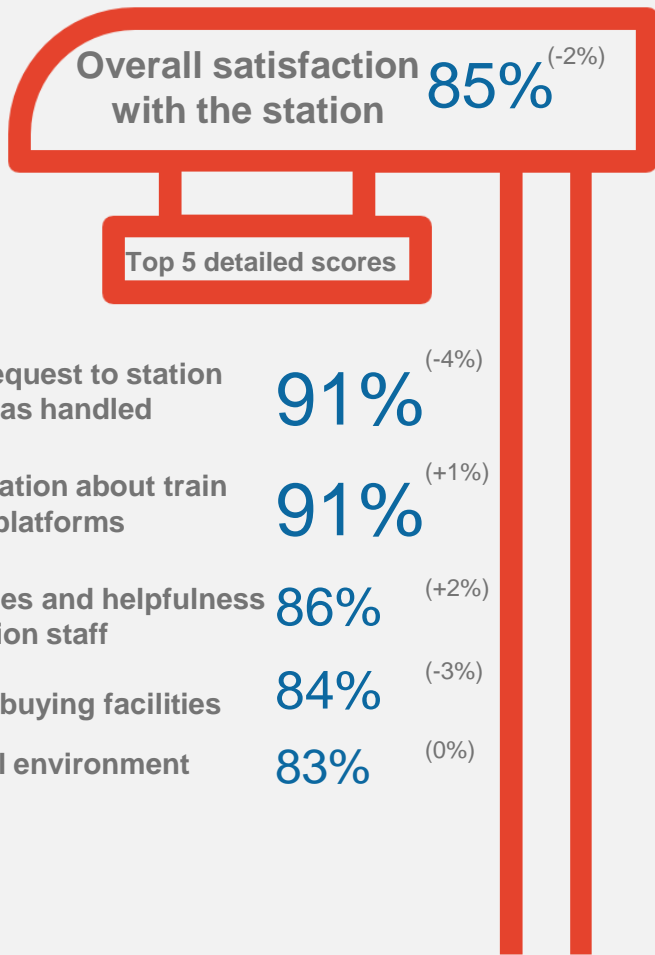 Overall satisfaction 85% (-2%)
with the station
Top 5 detailed scores
equest to station
as handled
91% (-4%)
ation about train
platforms
91% (+1%)
es and helpfulness
ion staff
86% (+2%)
buying facilities 84% (-3%)
l environment 83% (0%)